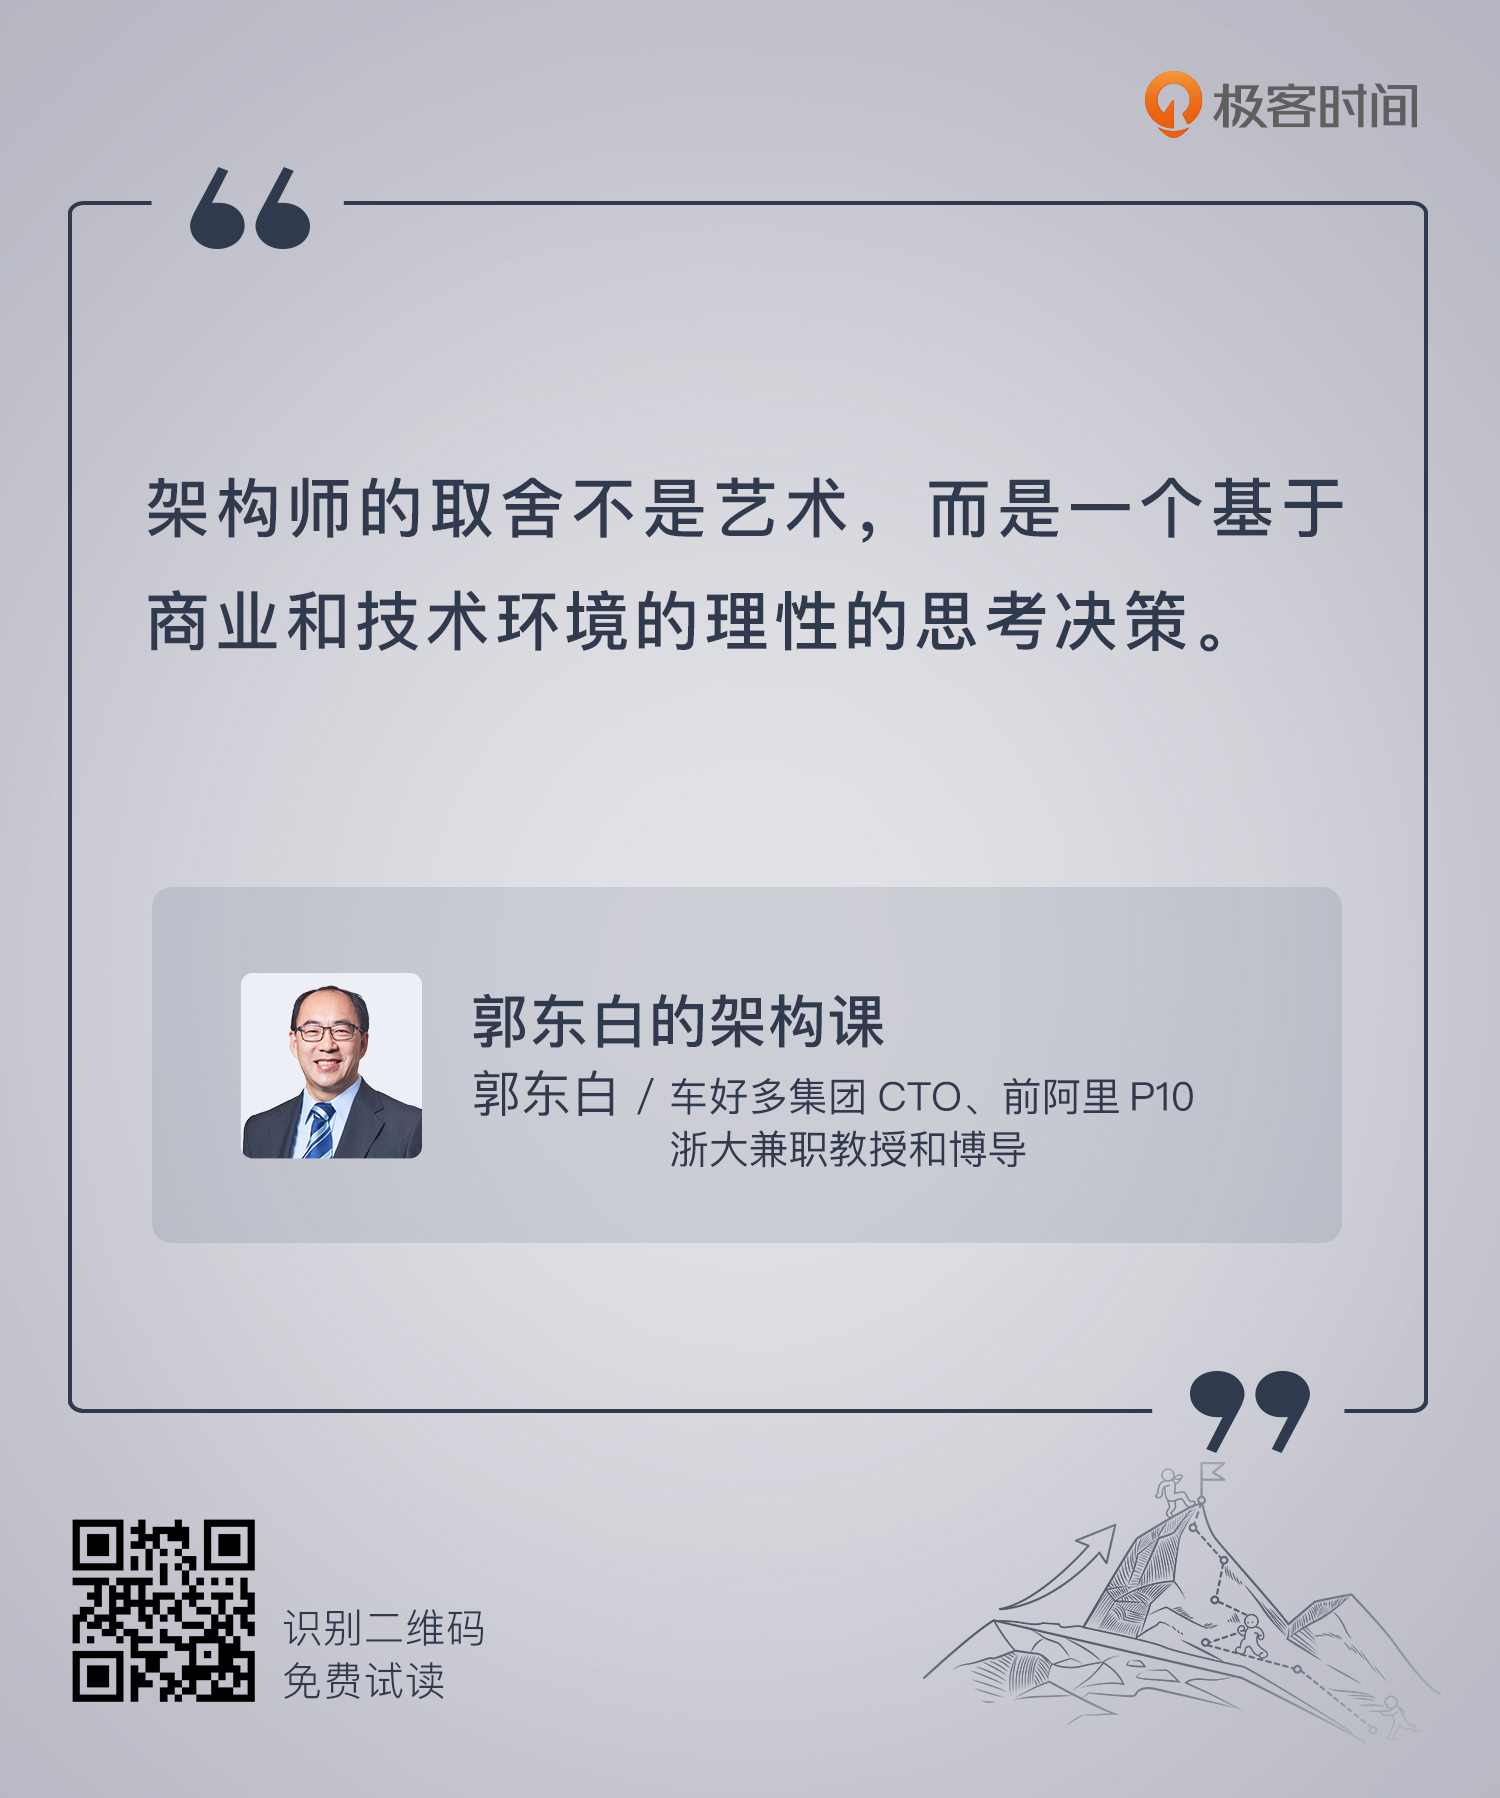 极客时间
架构师的取舍不是艺术，而是一个基于
商业和技术环境的理性的思考决策。
郭东白的架构课
郭东白 / 车好多集团 CTO、前阿里 P10
浙大兼职教授和博导
识别二维码
免费试读